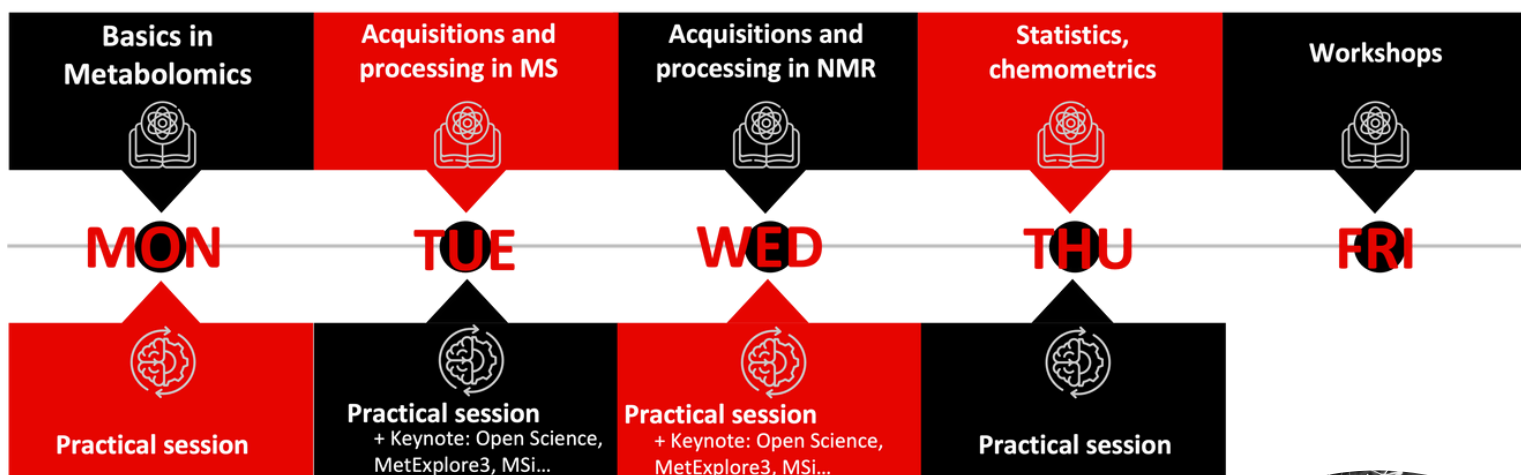 Basics in
Metabolomics
Acquisitions and
processing in MS
Acquisitions and
processing in NMR
Statistics,
chemometrics
Workshops
MON
TUE
WED
THU
FRI
Practical session
Practical session
+ Keynote: Open Science,
MetExplore3, MSi...
Practical session
+ Keynote: Open Science,
MetExplore3, MSi...
Practical session